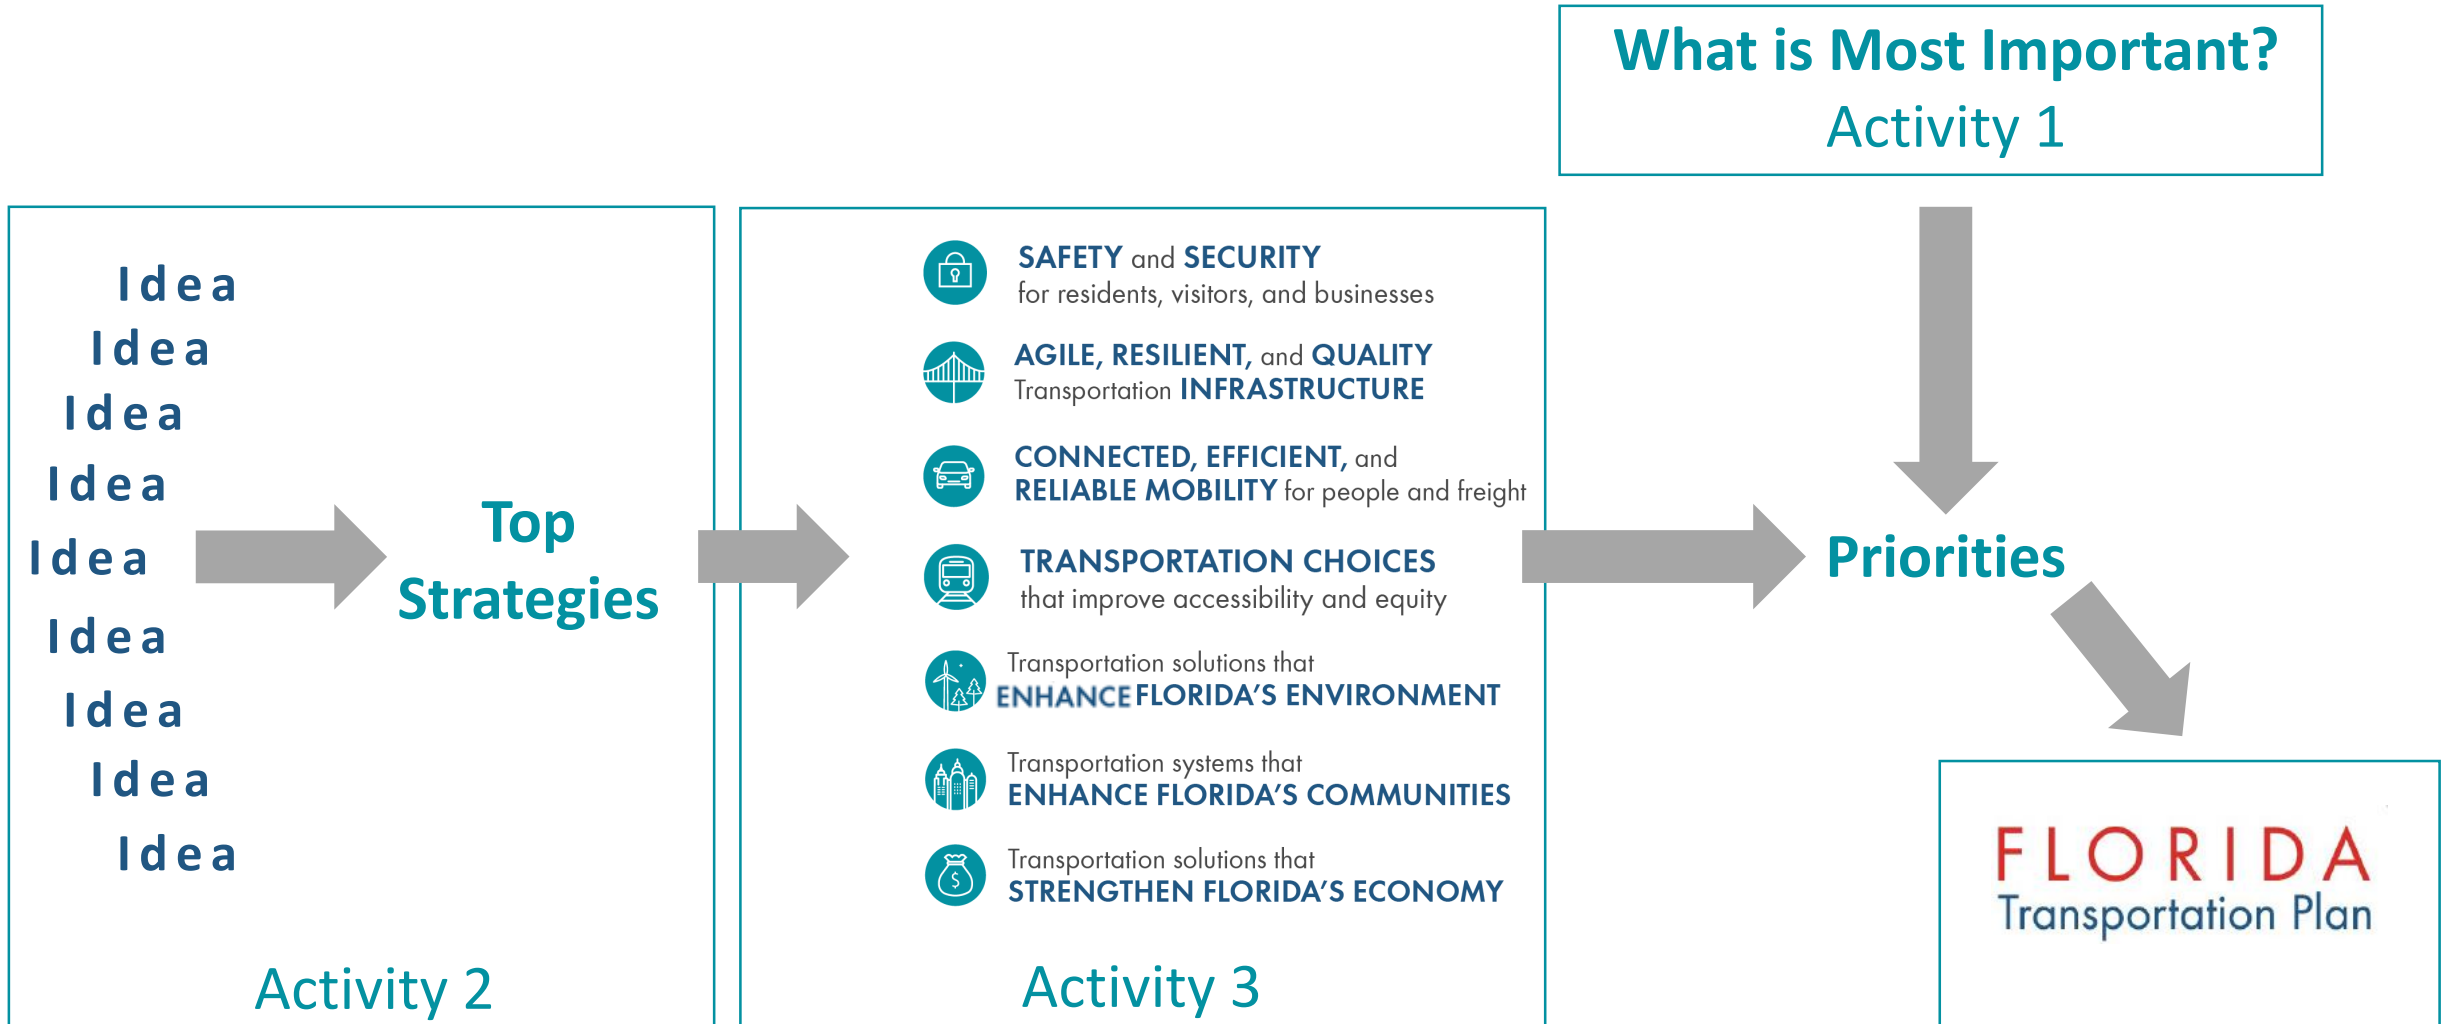 What is Most Important?
Activity 1
Idea
Idea
Idea
Idea
Idea
Idea
Idea
Idea
Idea
Top
Strategies
Activity 2
SAFETY and SECURITY
for residents, visitors, and businesses
AGILE, RESILIENT, and QUALITY
Transportation INFRASTRUCTURE
CONNECTED, EFFICIENT, and
RELIABLE MOBILITY for people and freight
TRANSPORTATION CHOICES
that improve accessibility and equity
Transportation solutions that
ENHANCE FLORIDA'S ENVIRONMENT
Transportation systems that
ENHANCE FLORIDA'S COMMUNITIES
$
Transportation solutions that
STRENGTHEN FLORIDA'S ECONOMY
Activity 3
Priorities
FLORIDA
Transportation Plan